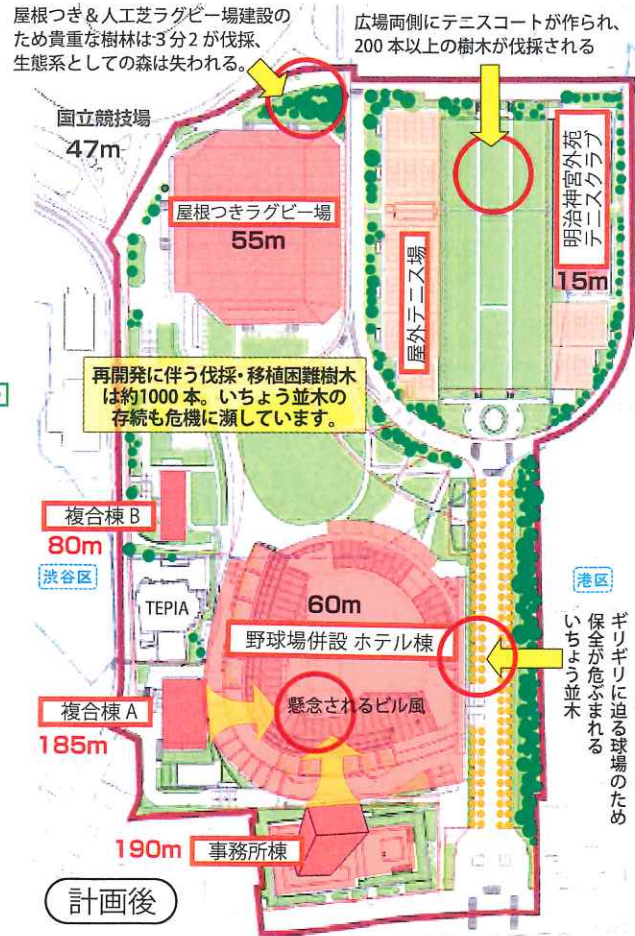 屋根つき&人工芝ラグビー場建設の
ため貴重な樹林は3分2が伐採、
生態系としての森は失われる。
広場両側にテニスコートが作られ、
200本以上の樹木が伐採される
国立競技場
47m
屋根つきラグビー場
55m
屋外テニス場
明治神宮外苑
テニスクラブ
15m
再開発に伴う伐採・移植困難樹木
は約1000本。いちょう並木の
存続も危機に瀕しています。
複合棟B
80m
渋谷区
TEPIA
港区
60m
野球場併設 ホテル棟
懸念されるビル風
ギリギリに迫る球場のため
保全が危ぶまれる
いちょう並木
複合棟A
185m
190m
事務所棟
計画後